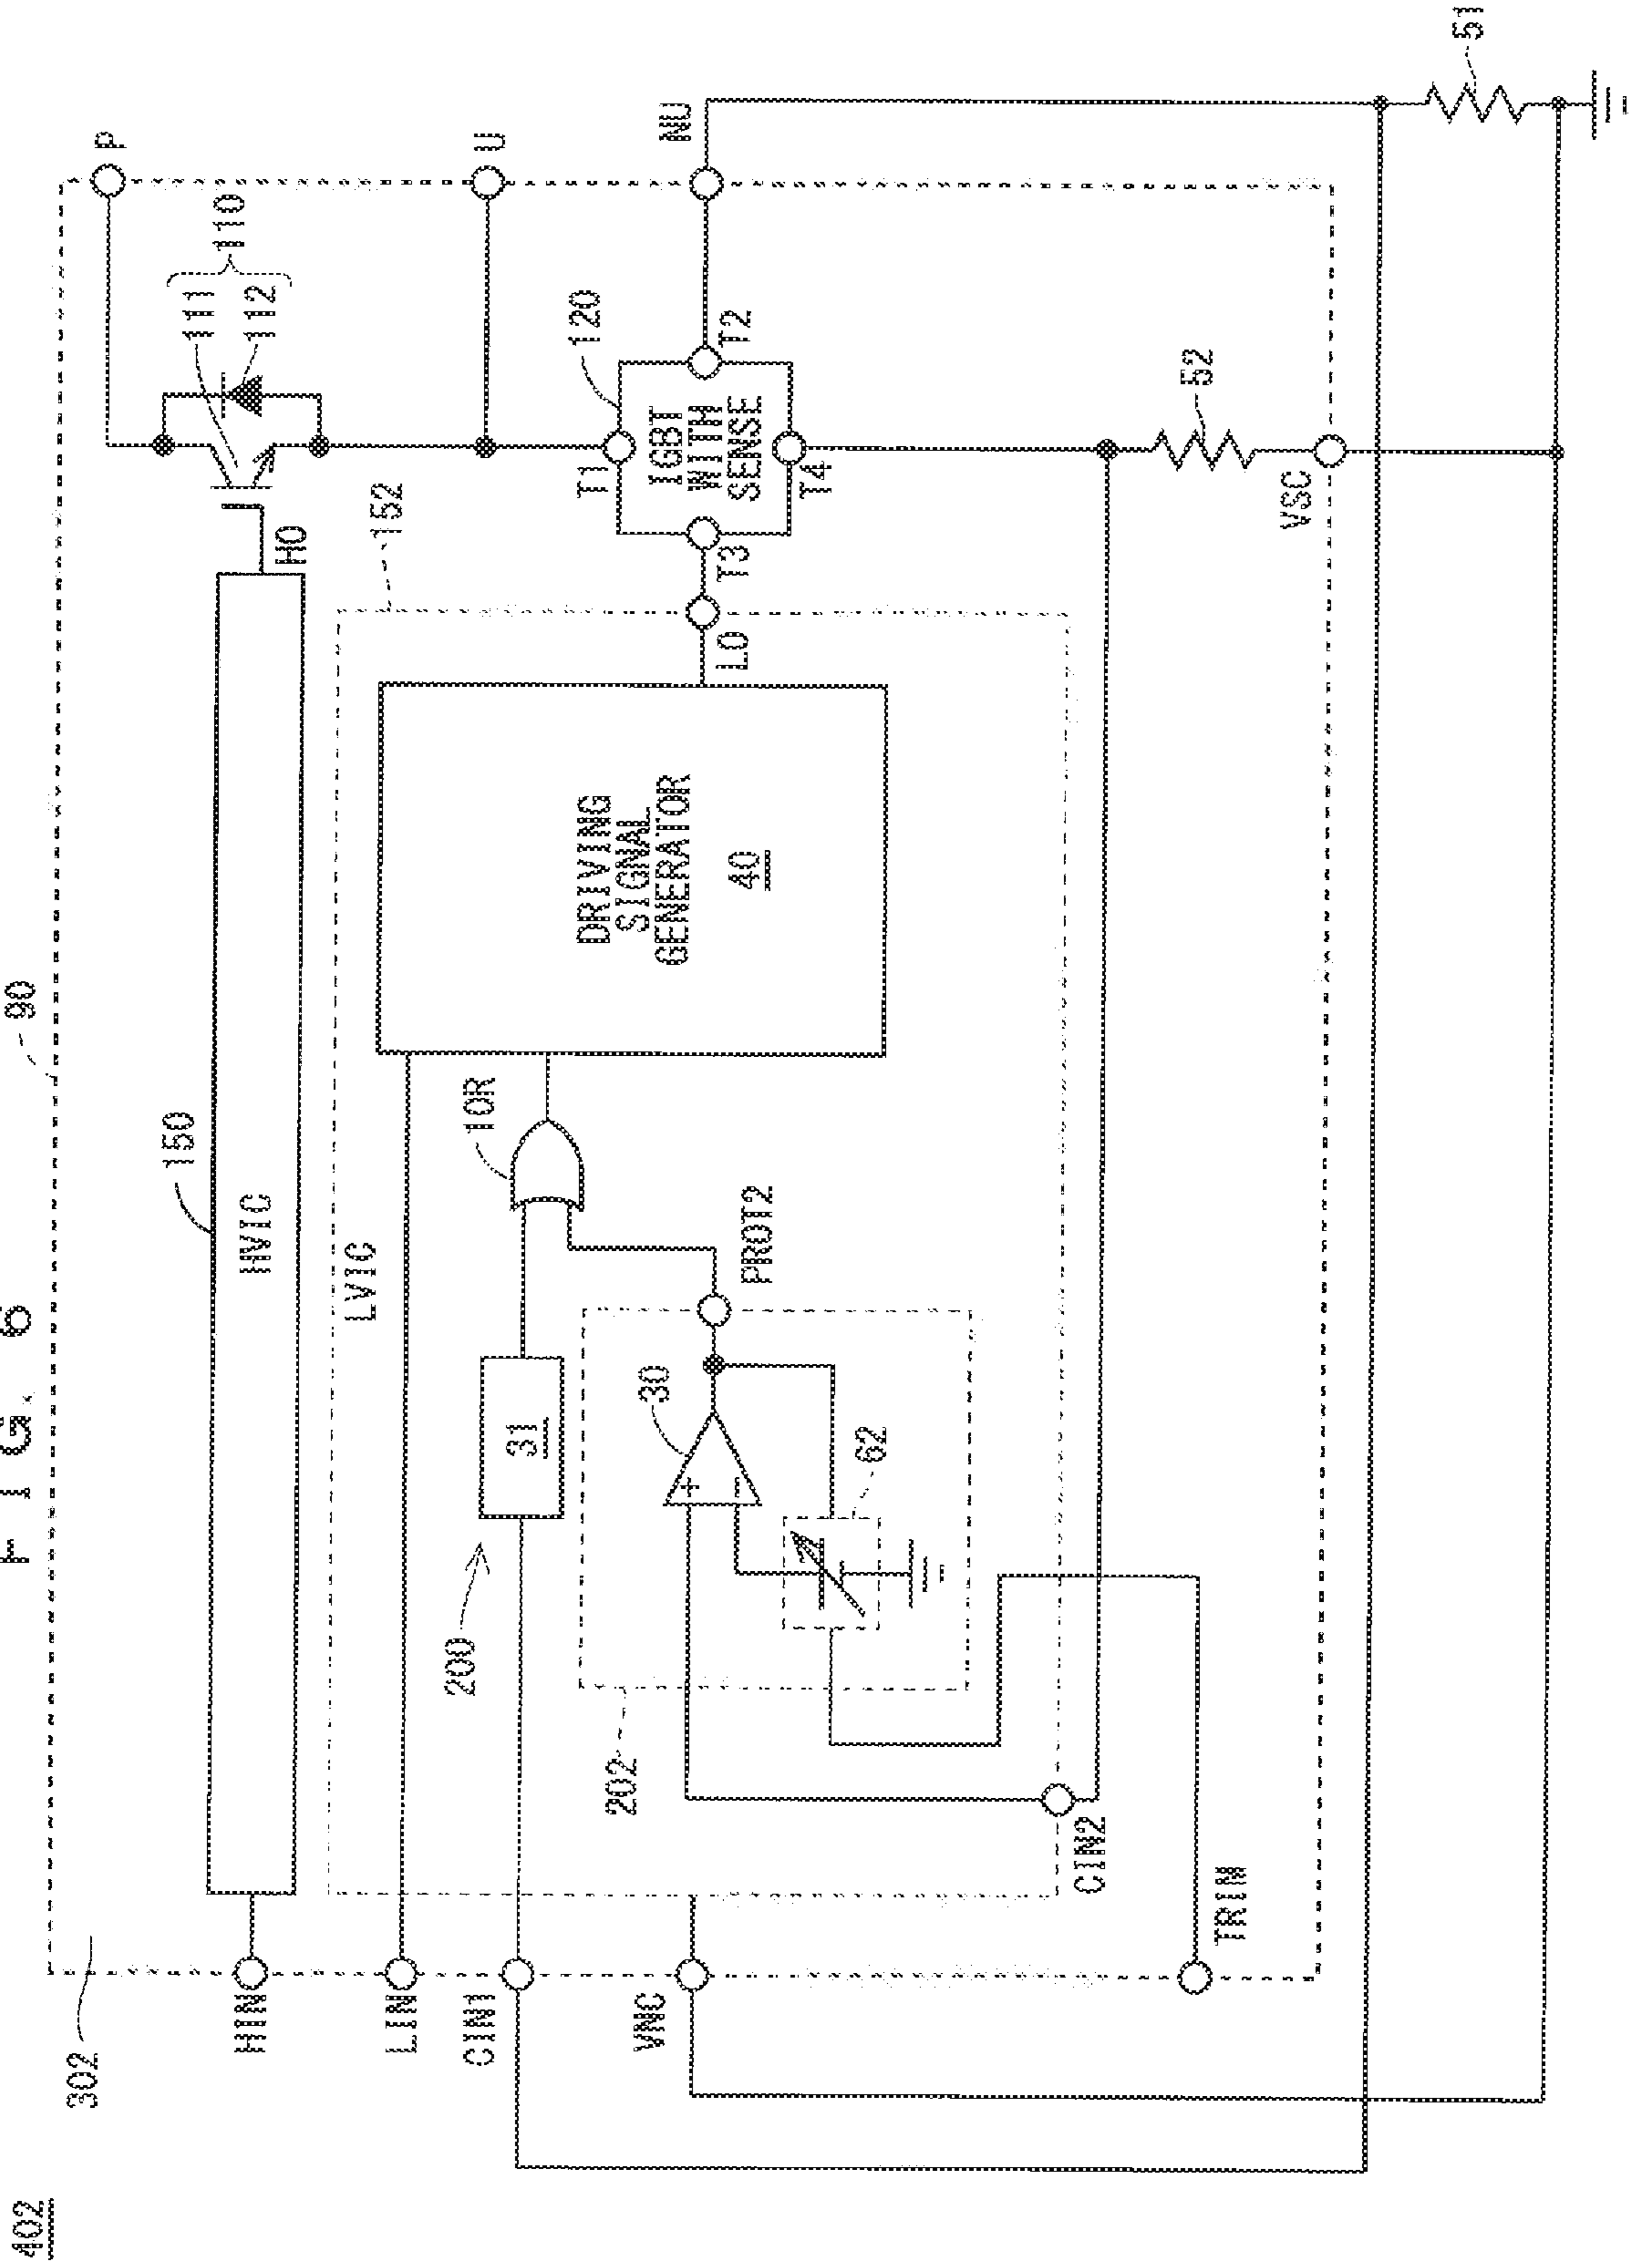 402
FIG. 6
302
90
150
HVIC
HO
111
112
110
P
U
NU
HIN
LIN
CIN1
VNC
TRIM
LVIC
152
200
31
10R
DRIVING
SIGNAL
GENERATOR
40
LO
T3
T1
T2
T4
IGBT
WITH
SENSE
120
202
30
+
−
62
PROT2
CIN2
52
VSC
51